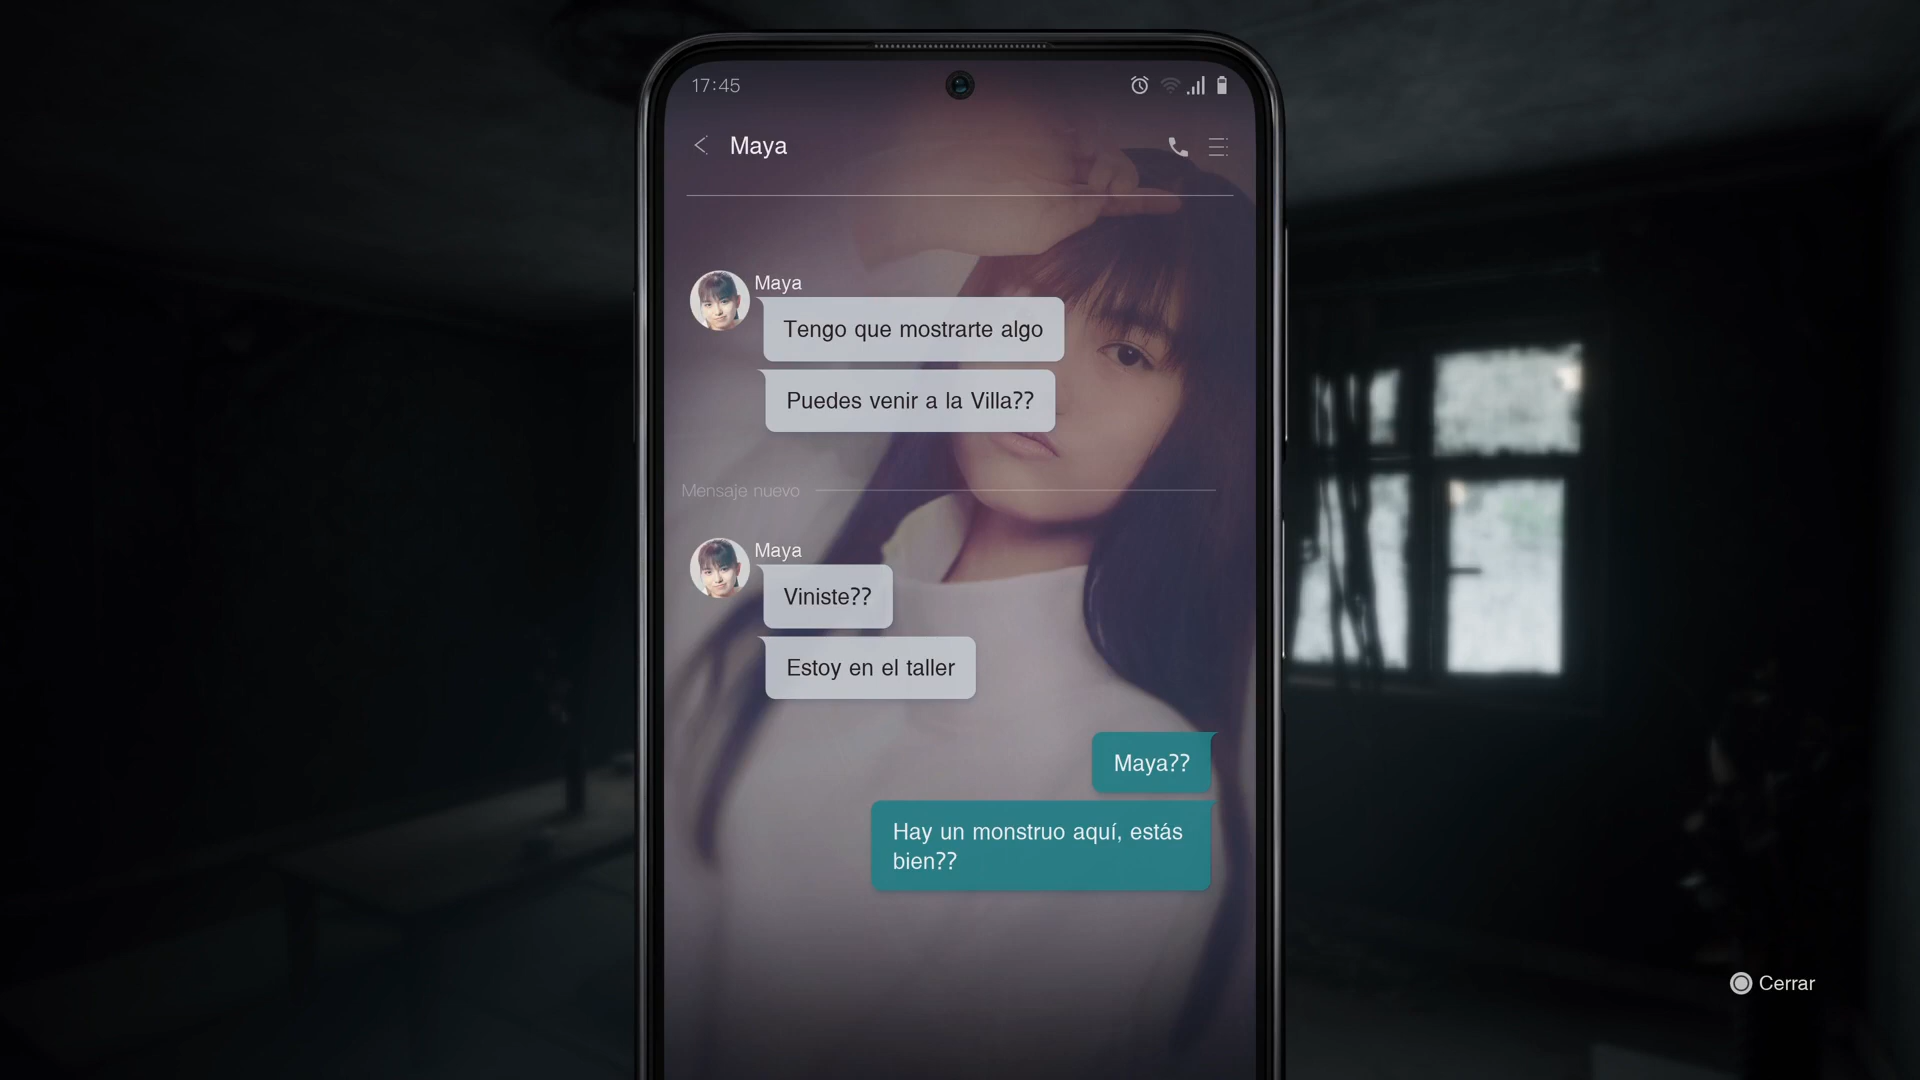 17:45
Maya
Maya
Tengo que mostrarte algo
Puedes venir a la Villa??
Mensaje nuevo
Maya
Viniste??
Estoy en el taller
Maya??
Hay un monstruo aquí, estás
bien??
Cerrar